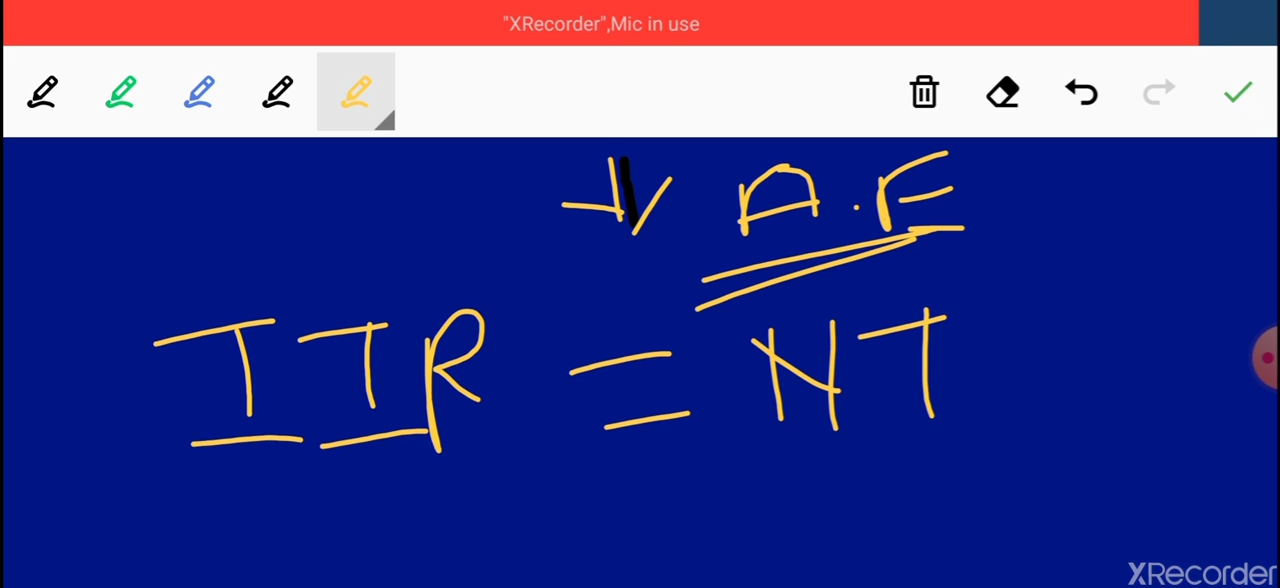 "XRecorder",Mic in use
↓ A.F
IIR = NT
XRecorder